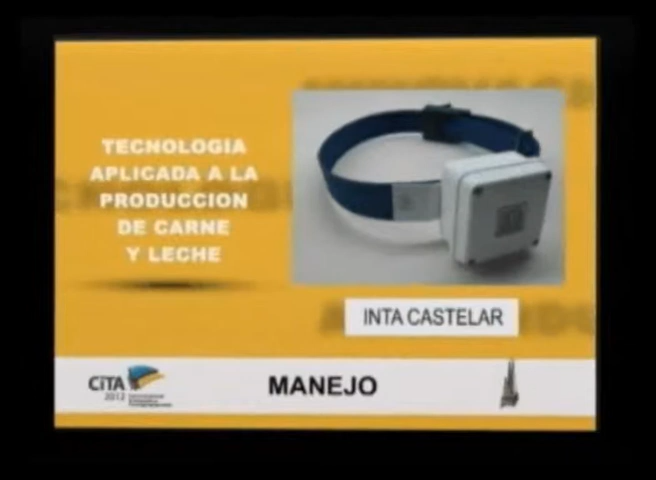 TECNOLOGIA
APLICADA A LA
PRODUCCION
DE CARNE
Y LECHE
INTA CASTELAR
CiTA
2012
MANEJO